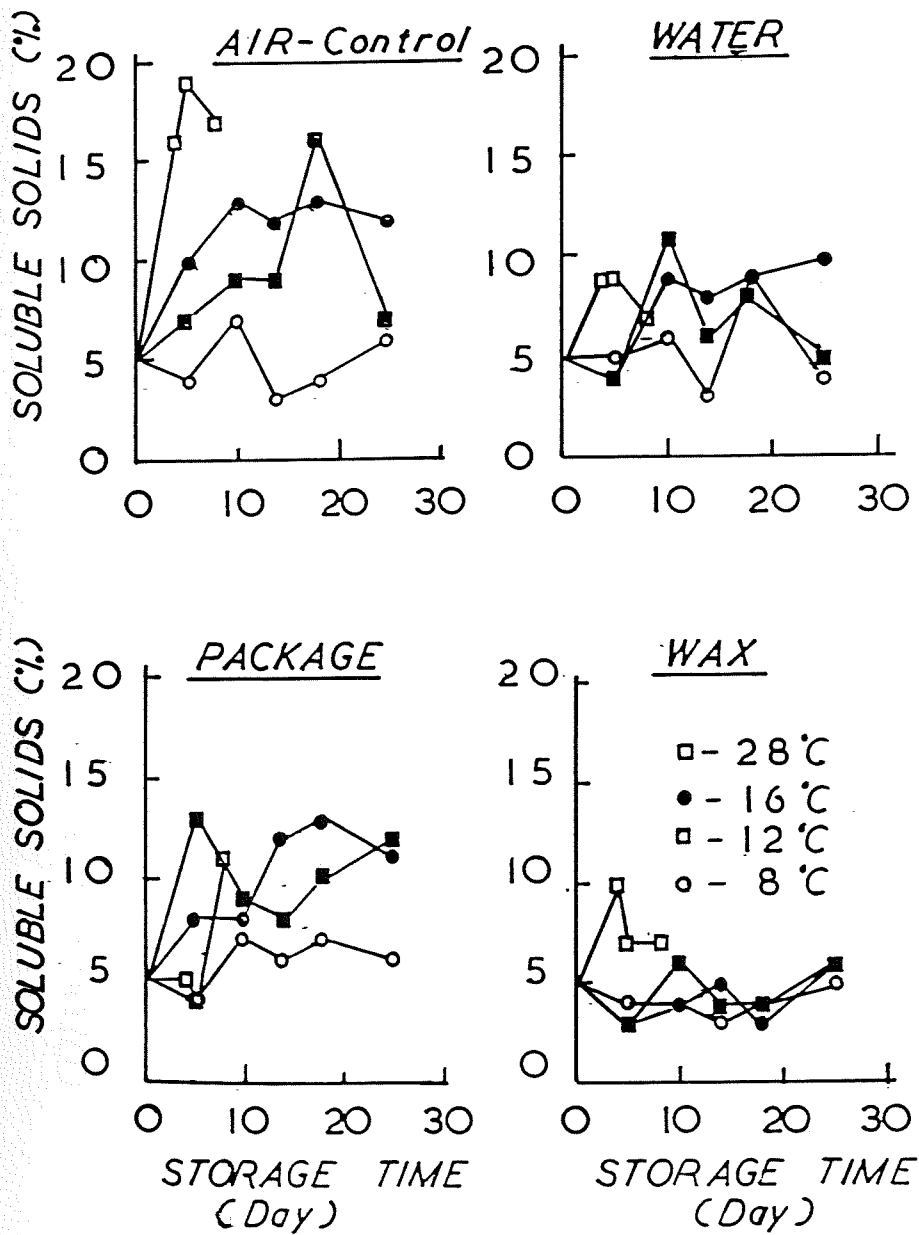 AIR-Control
SOLUBLE SOLIDS (%)
20
15
10
5
0
0 10 20 30
WATER
20
15
10
5
0
0 10 20 30
PACKAGE
SOLUBLE SOLIDS (%)
20
15
10
5
0
0 10 20 30
STORAGE TIME
(Day)
WAX
20
15
10
5
0
- 28°C
- 16°C
- 12°C
- 8°C
0 10 20 30
STORAGE TIME
(Day)